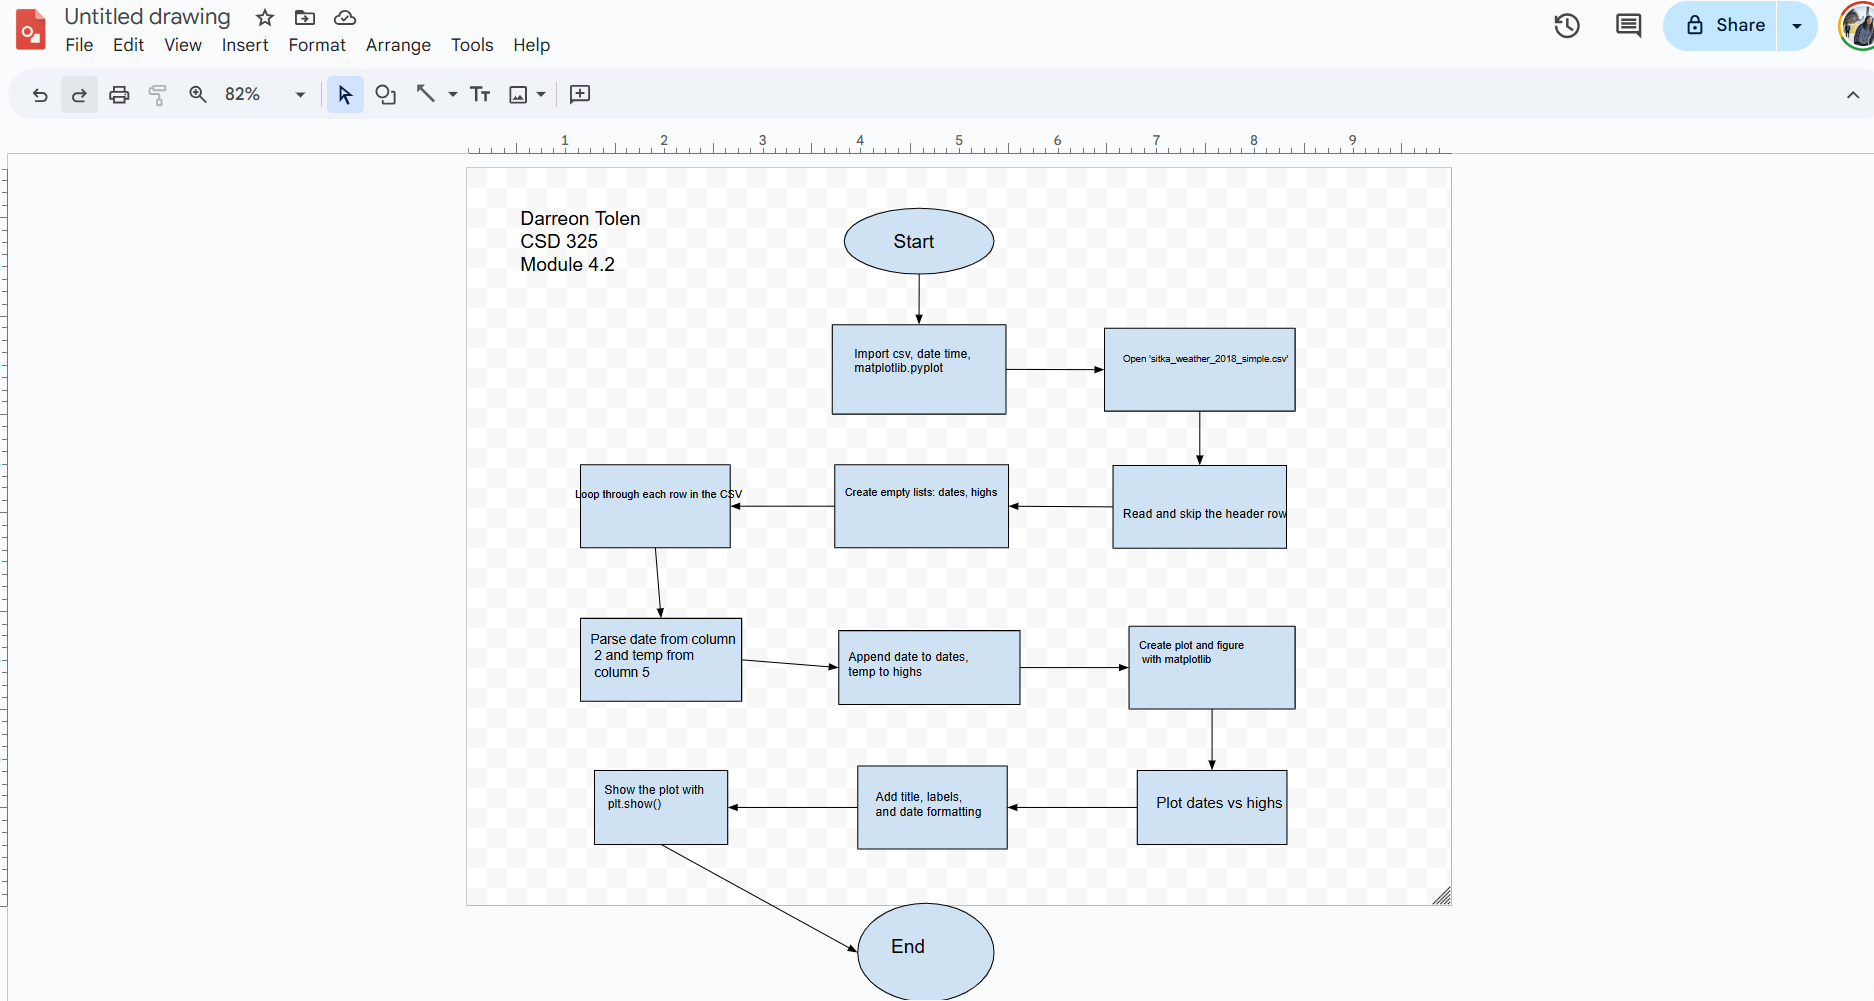 Untitled drawing
File Edit View Insert Format Arrange Tools Help
Share
82%
1 2 3 4 5 6 7 8 9
Darreon Tolen
CSD 325
Module 4.2
Start
Import csv, date time,
matplotlib.pyplot
Open 'sitka_weather_2018_simple.csv'
Read and skip the header row
Create empty lists: dates, highs
Loop through each row in the CSV
Parse date from column
2 and temp from
column 5
Append date to dates,
temp to highs
Create plot and figure
with matplotlib
Plot dates vs highs
Add title, labels,
and date formatting
Show the plot with
plt.show()
End